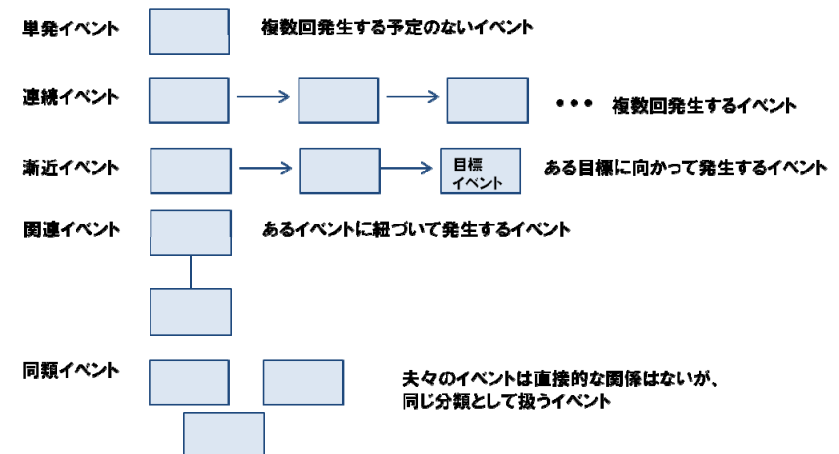 単発イベント 複数回発生する予定のないイベント
連続イベント ・・・ 複数回発生するイベント
漸近イベント 目標 ある目標に向かって発生するイベント
イベント
関連イベント あるイベントに紐づいて発生するイベント
同類イベント 夫々のイベントは直接的な関係はないが、
同じ分類として扱うイベント